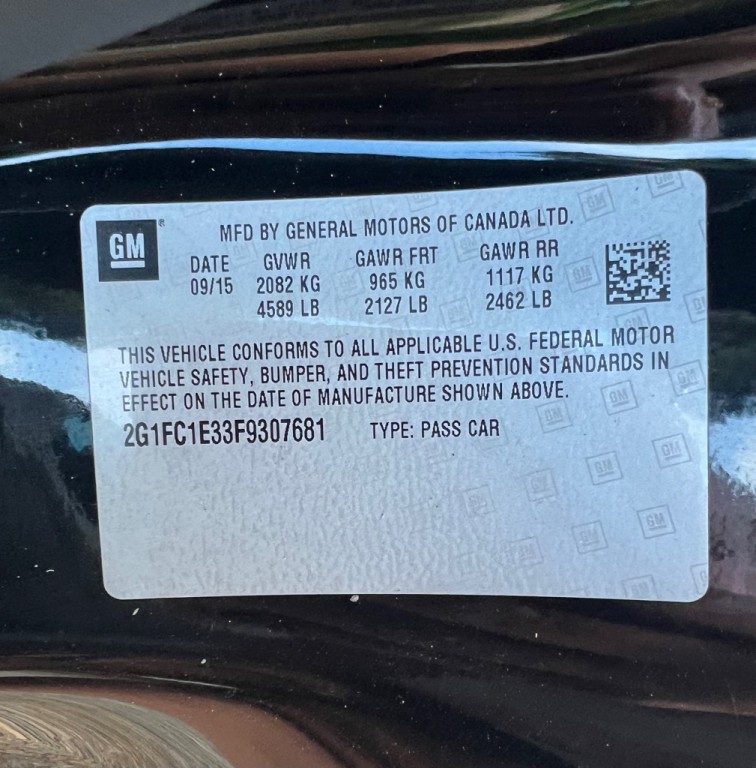 GM®
MFD BY GENERAL MOTORS OF CANADA LTD.
DATE GVWR GAWR FRT GAWR RR
09/15 2082 KG 965 KG 1117 KG
4589 LB 2127 LB 2462 LB
THIS VEHICLE CONFORMS TO ALL APPLICABLE U.S. FEDERAL MOTOR
VEHICLE SAFETY, BUMPER, AND THEFT PREVENTION STANDARDS IN
EFFECT ON THE DATE OF MANUFACTURE SHOWN ABOVE.
2G1FC1E33F9307681 TYPE: PASS CAR